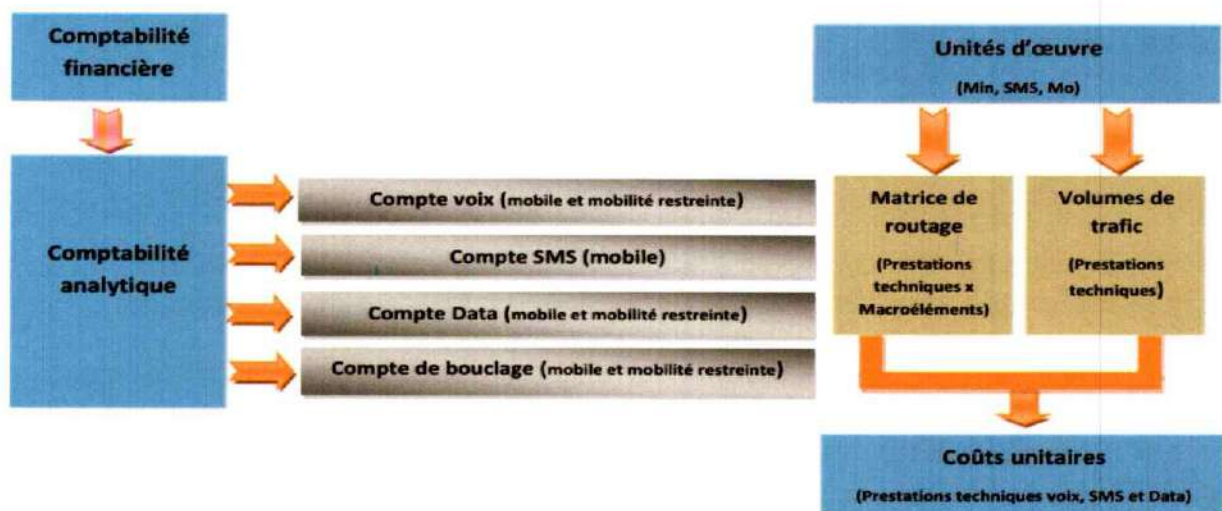 Comptabilité
financière
Comptabilité
analytique
Compte voix (mobile et mobilité restreinte)
Compte SMS (mobile)
Compte Data (mobile et mobilité restreinte)
Compte de bouclage (mobile et mobilité restreinte)
Unités d'œuvre
(Min, SMS, Mo)
Matrice de
routage
(Prestations
techniques x
Macroéléments)
Volumes de
trafic
(Prestations
techniques)
Coûts unitaires
(Prestations techniques voix, SMS et Data)